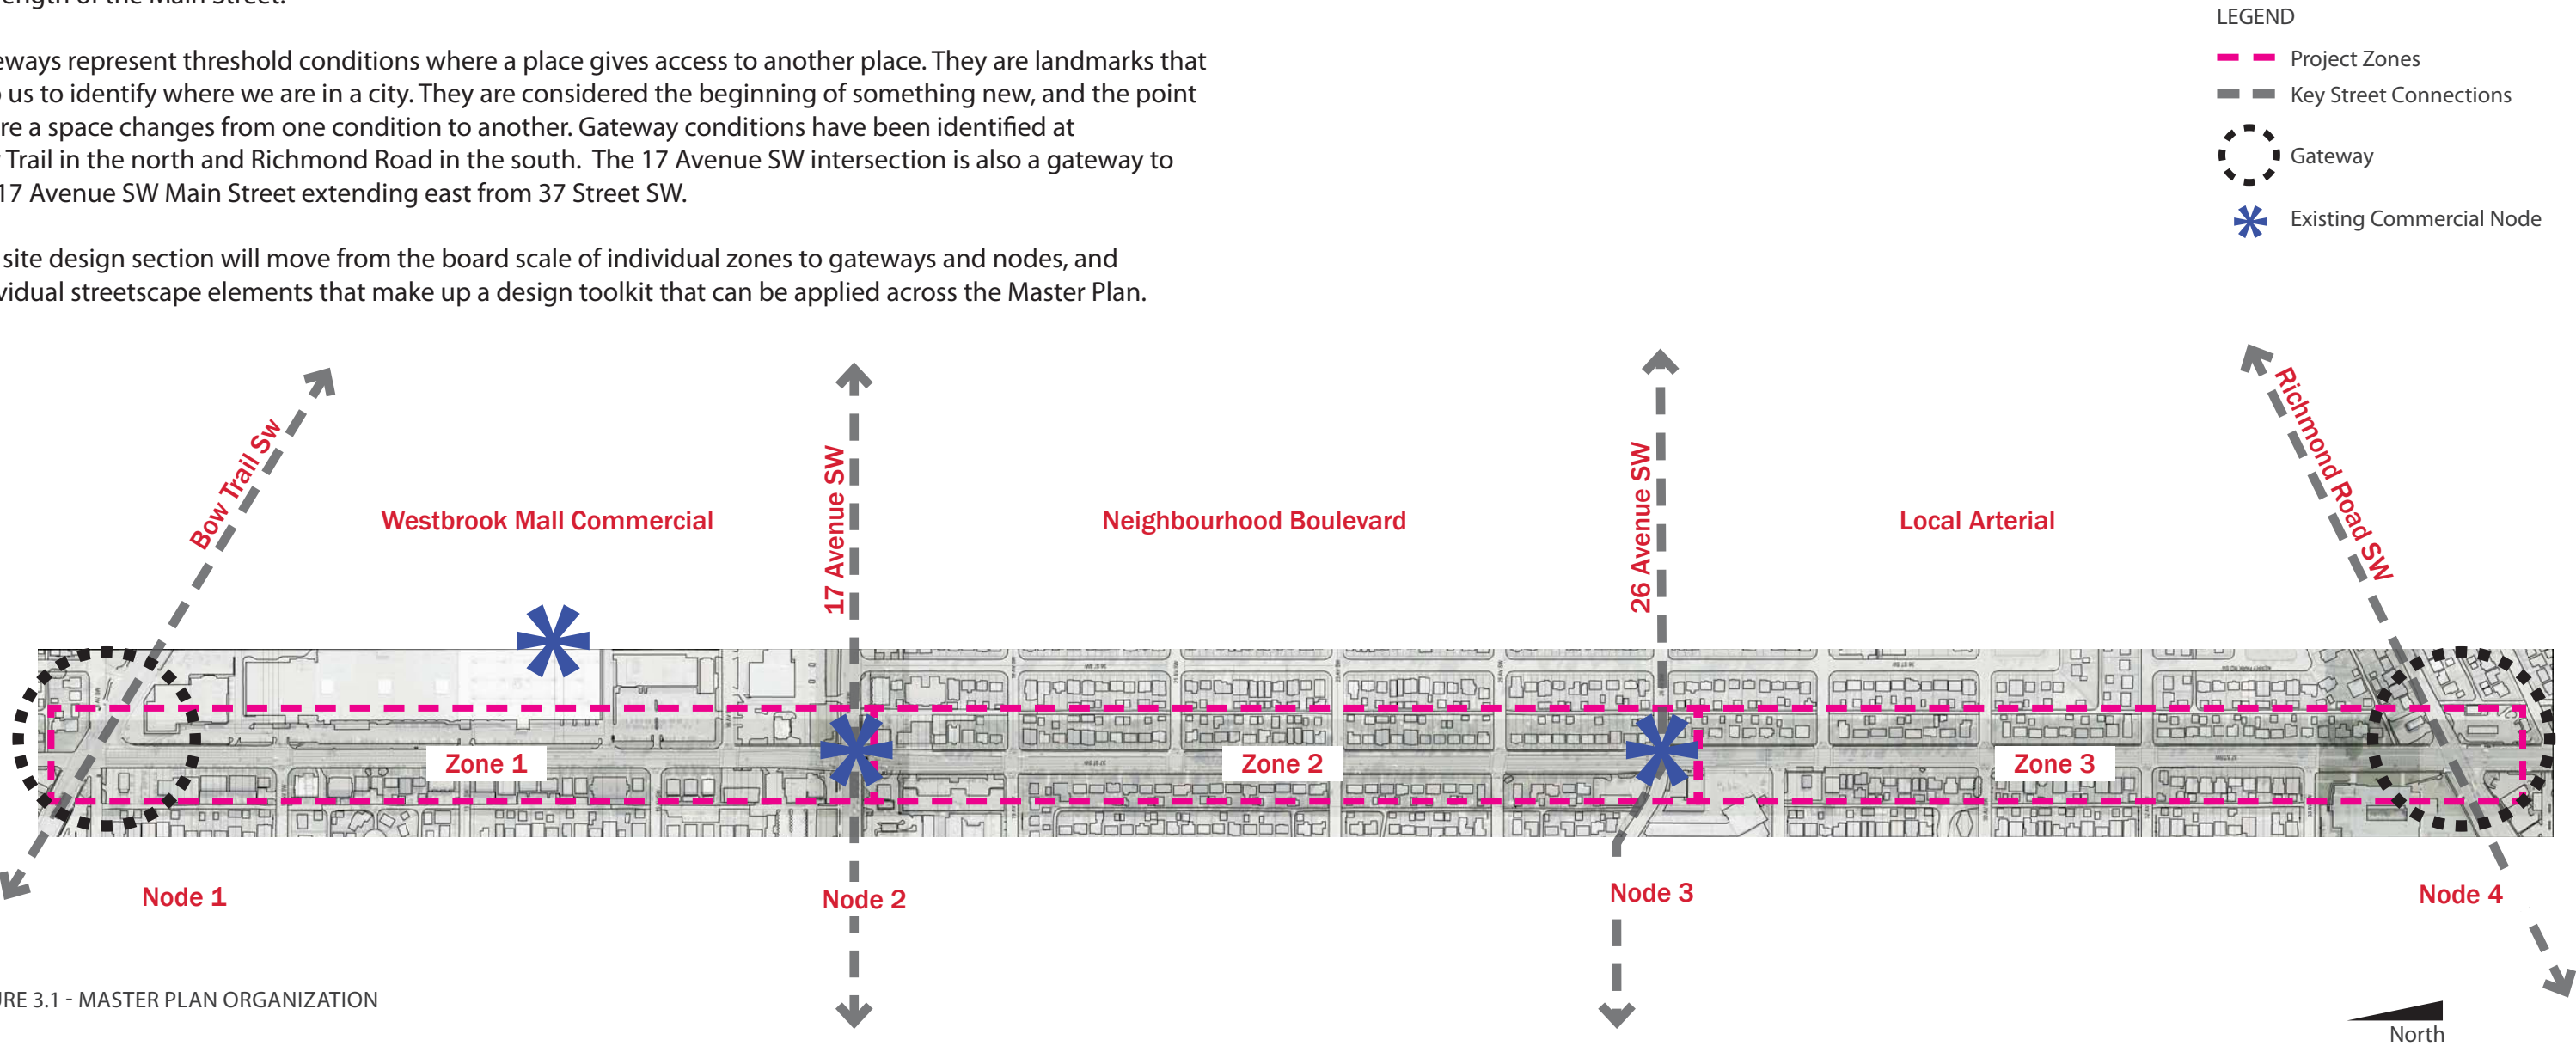 ength of the Main Street.
eways represent threshold conditions where a place gives access to another place. They are landmarks that
us to identify where we are in a city. They are considered the beginning of something new, and the point
re a space changes from one condition to another. Gateway conditions have been identified at
Trail in the north and Richmond Road in the south. The 17 Avenue SW intersection is also a gateway to
17 Avenue SW Main Street extending east from 37 Street SW.
site design section will move from the board scale of individual zones to gateways and nodes, and
vidual streetscape elements that make up a design toolkit that can be applied across the Master Plan.
LEGEND
Project Zones
Key Street Connections
Gateway
Existing Commercial Node
Bow Trail Sw
Westbrook Mall Commercial
17 Avenue SW
Neighbourhood Boulevard
26 Avenue SW
Local Arterial
Richmond Road SW
Zone 1
Zone 2
Zone 3
Node 1
Node 2
Node 3
Node 4
URE 3.1 - MASTER PLAN ORGANIZATION
North